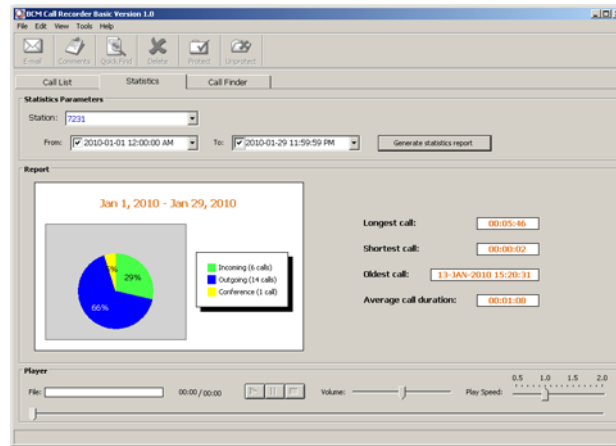 BCM Call Recorder Basic Version 1.0
File Edit View Tools Help
E-mail Comments Quick Find Delete Protect Unprotect
Call List Statistics Call Finder
Statistics Parameters
Station: 7231
From: 2010-01-01 12:00:00 AM To: 2010-01-29 11:59:59 PM Generate statistics report
Report
Jan 1, 2010 - Jan 29, 2010
29%
66%
Incoming (6 calls)
Outgoing (14 calls)
Conference (1 call)
Longest call: 00:05:46
Shortest call: 00:00:02
Oldest call: 13-JAN-2010 15:20:31
Average call duration: 00:01:08
Player
File: 00:00 / 00:00 Volume: Play Speed: 0.5 1.0 1.5 2.0